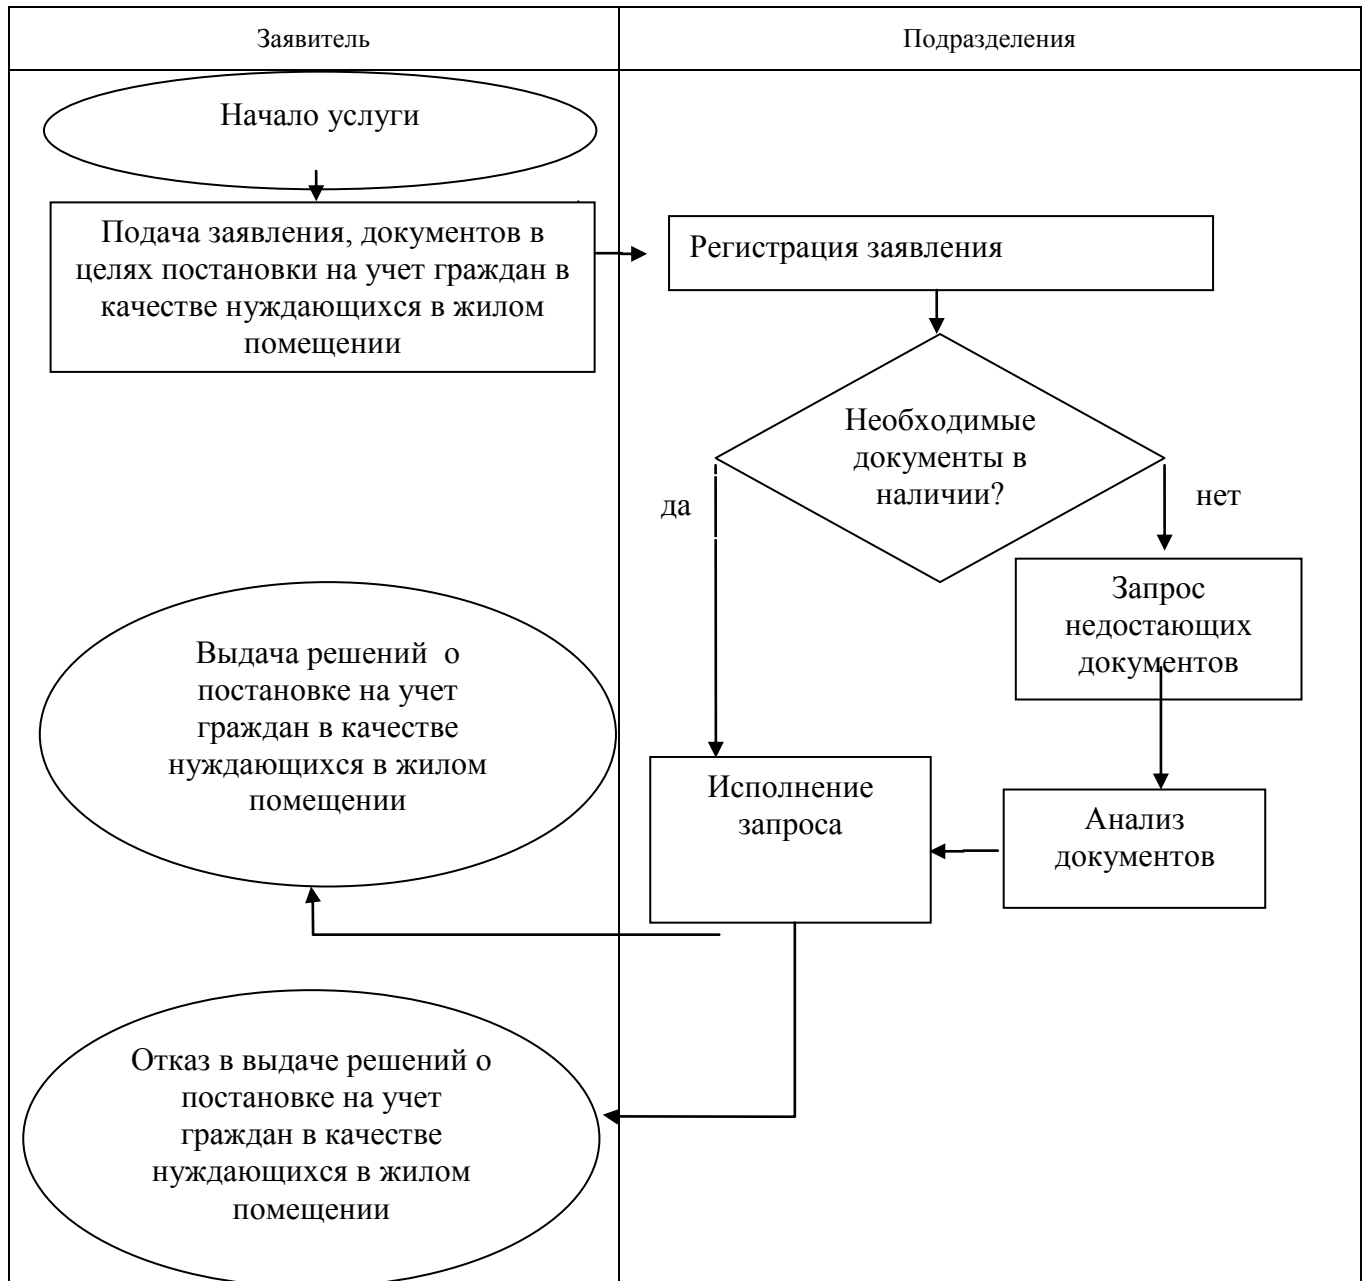 Заявитель
Подразделения
Начало услуги
Подача заявления, документов в
целях постановки на учет граждан в
качестве нуждающихся в жилом
помещении
Регистрация заявления
Необходимые
документы в
наличии?
да
нет
Запрос
недостающих
документов
Выдача решений о
постановке на учет
граждан в качестве
нуждающихся в жилом
помещении
Исполнение
запроса
Анализ
документов
Отказ в выдаче решений о
постановке на учет
граждан в качестве
нуждающихся в жилом
помещении